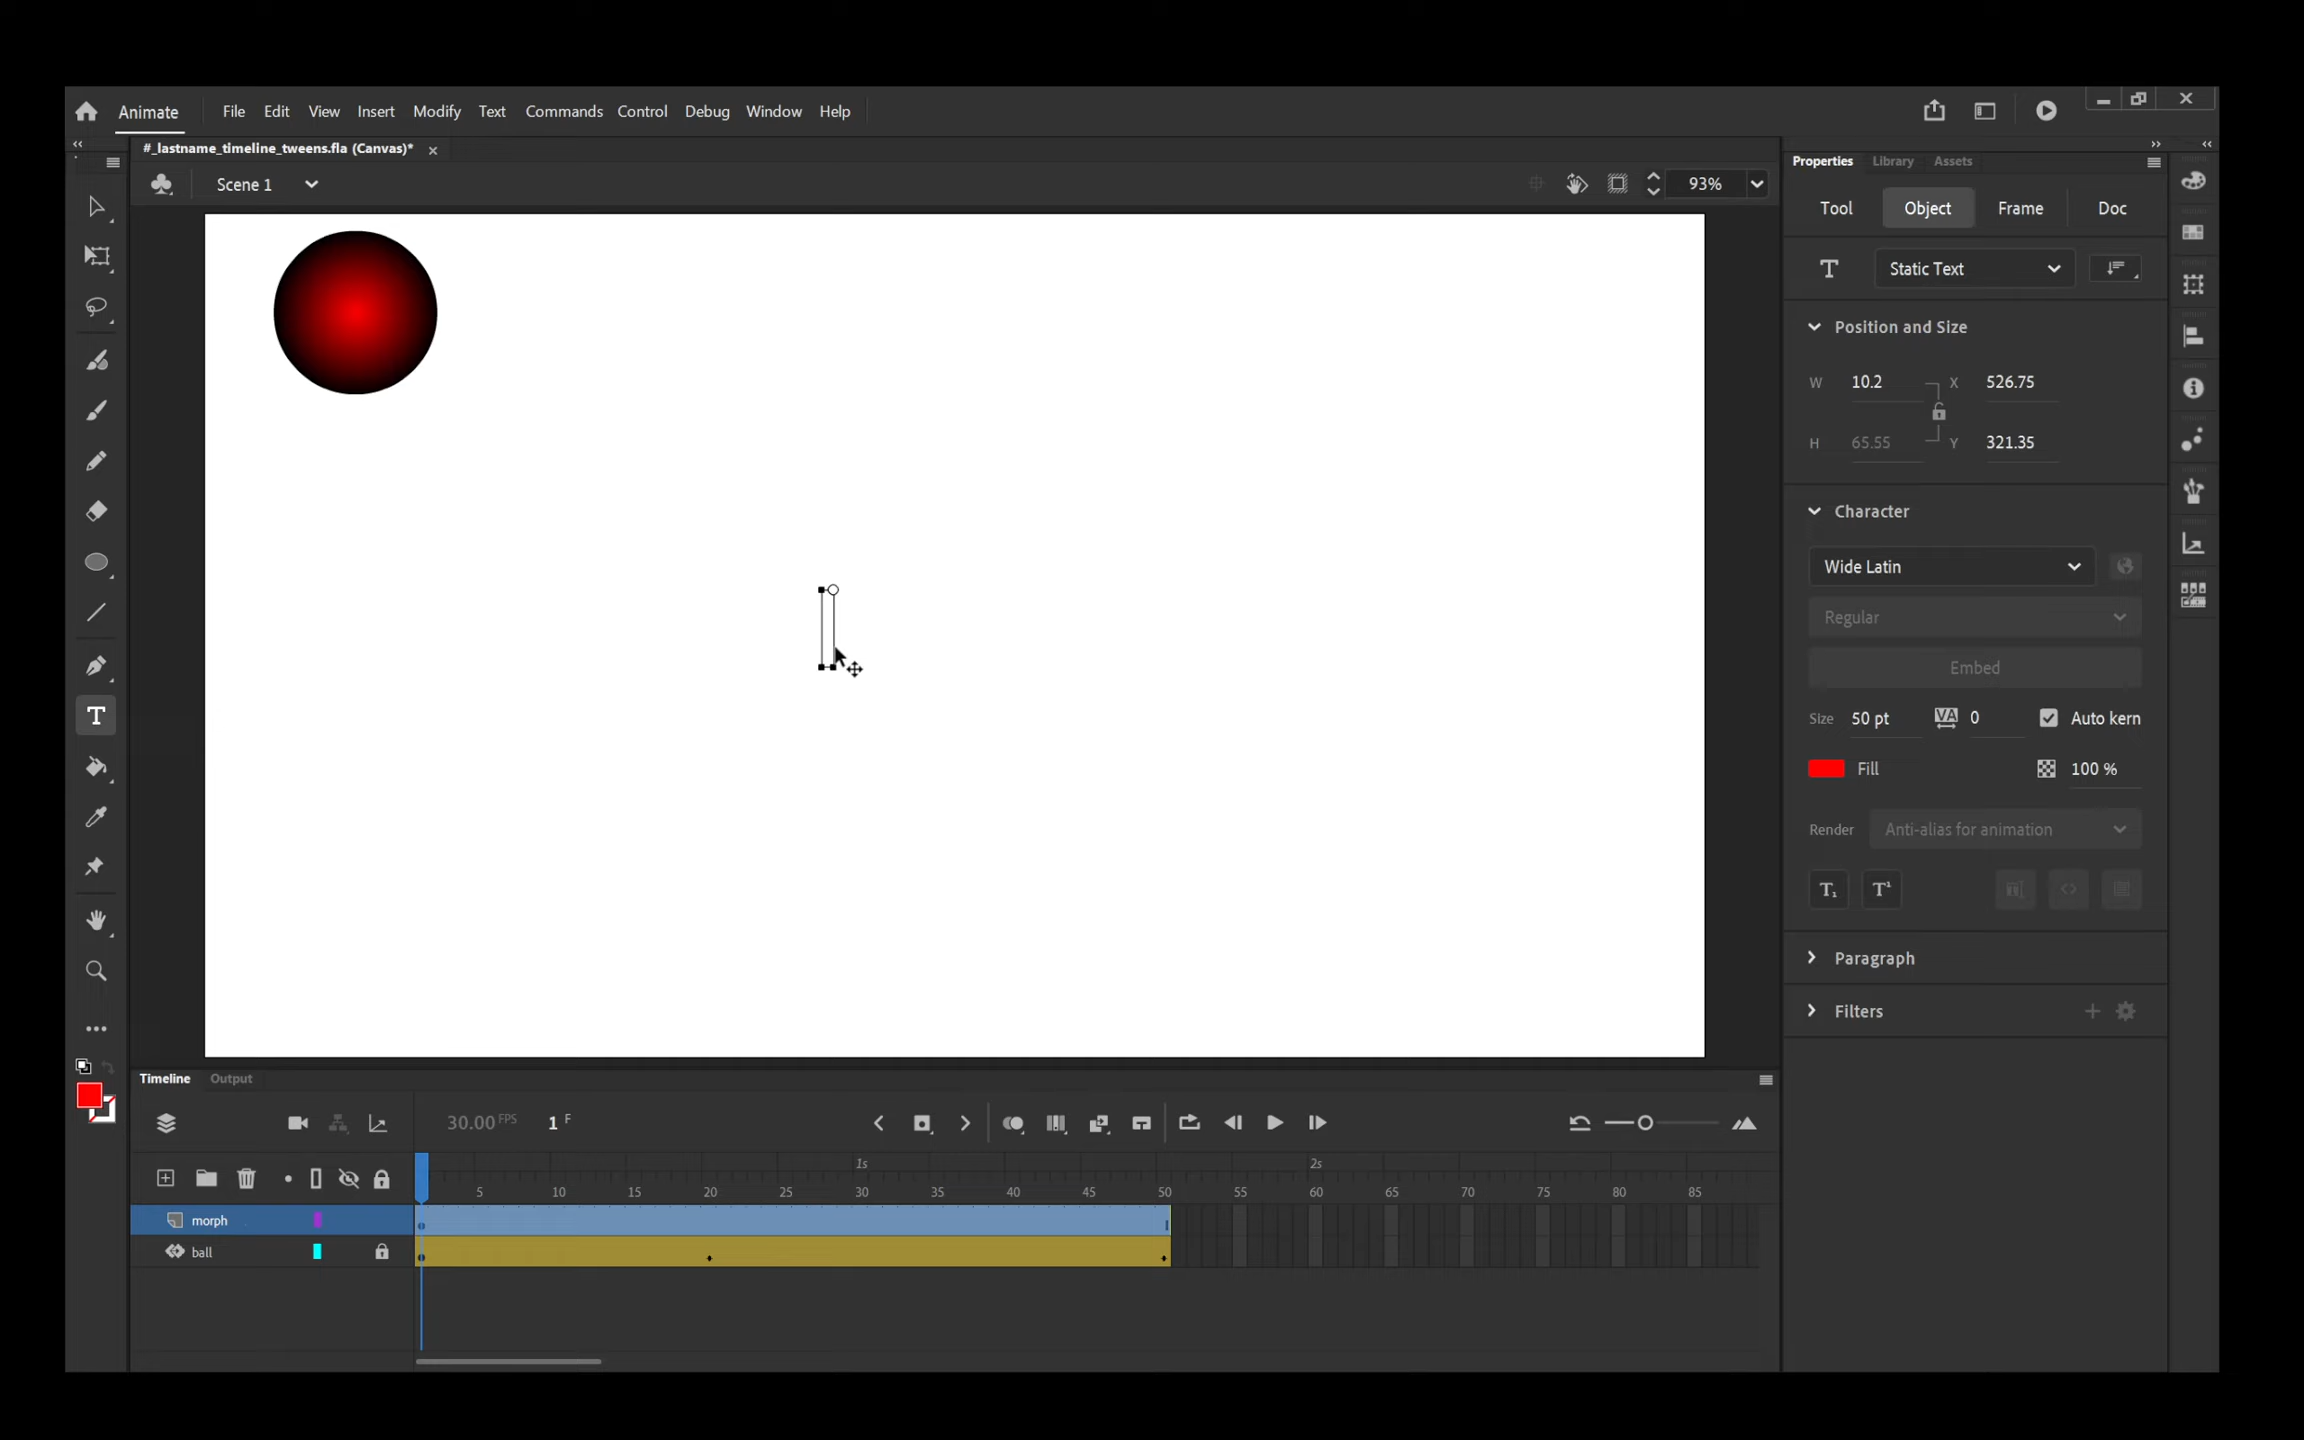 Animate File Edit View Insert Modify Text Commands Control Debug Window Help
#_lastname_timeline_tweens.fla (Canvas)*
Scene 1
93%
Properties Library Assets
Tool Object Frame Doc
T Static Text
Position and Size
W 10.2 X 526.75
H 65.55 Y 321.35
Character
Wide Latin
Regular
Embed
Size 50 pt VA 0 Auto kern
Fill 100 %
Render Anti-alias for animation
T₁ T¹
Paragraph
Filters
T
Timeline Output
30.00 FPS 1 F
1s 2s
5 10 15 20 25 30 35 40 45 50 55 60 65 70 75 80 85
morph
ball